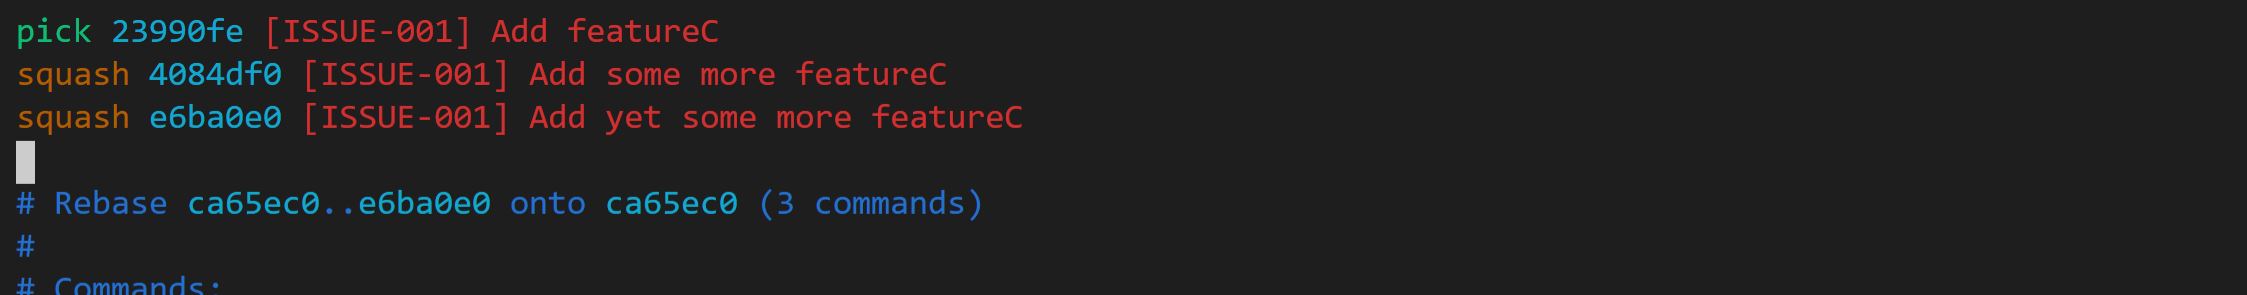 pick 23990fe [ISSUE-001] Add featureC
squash 4084df0 [ISSUE-001] Add some more featureC
squash e6ba0e0 [ISSUE-001] Add yet some more featureC
# Rebase ca65ec0..e6ba0e0 onto ca65ec0 (3 commands)
#
# Commands: